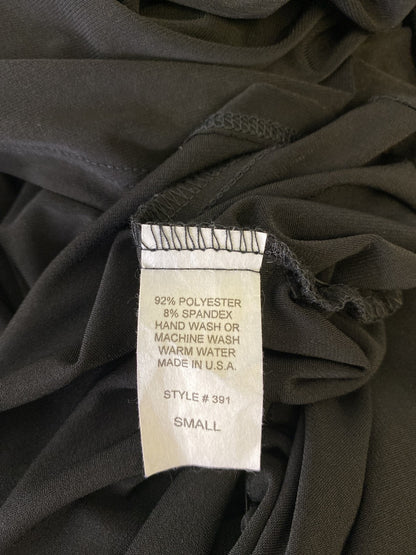 92% POLYESTER
8% SPANDEX
HAND WASH OR
MACHINE WASH
WARM WATER
MADE IN U.S.A.
STYLE # 391
SMALL